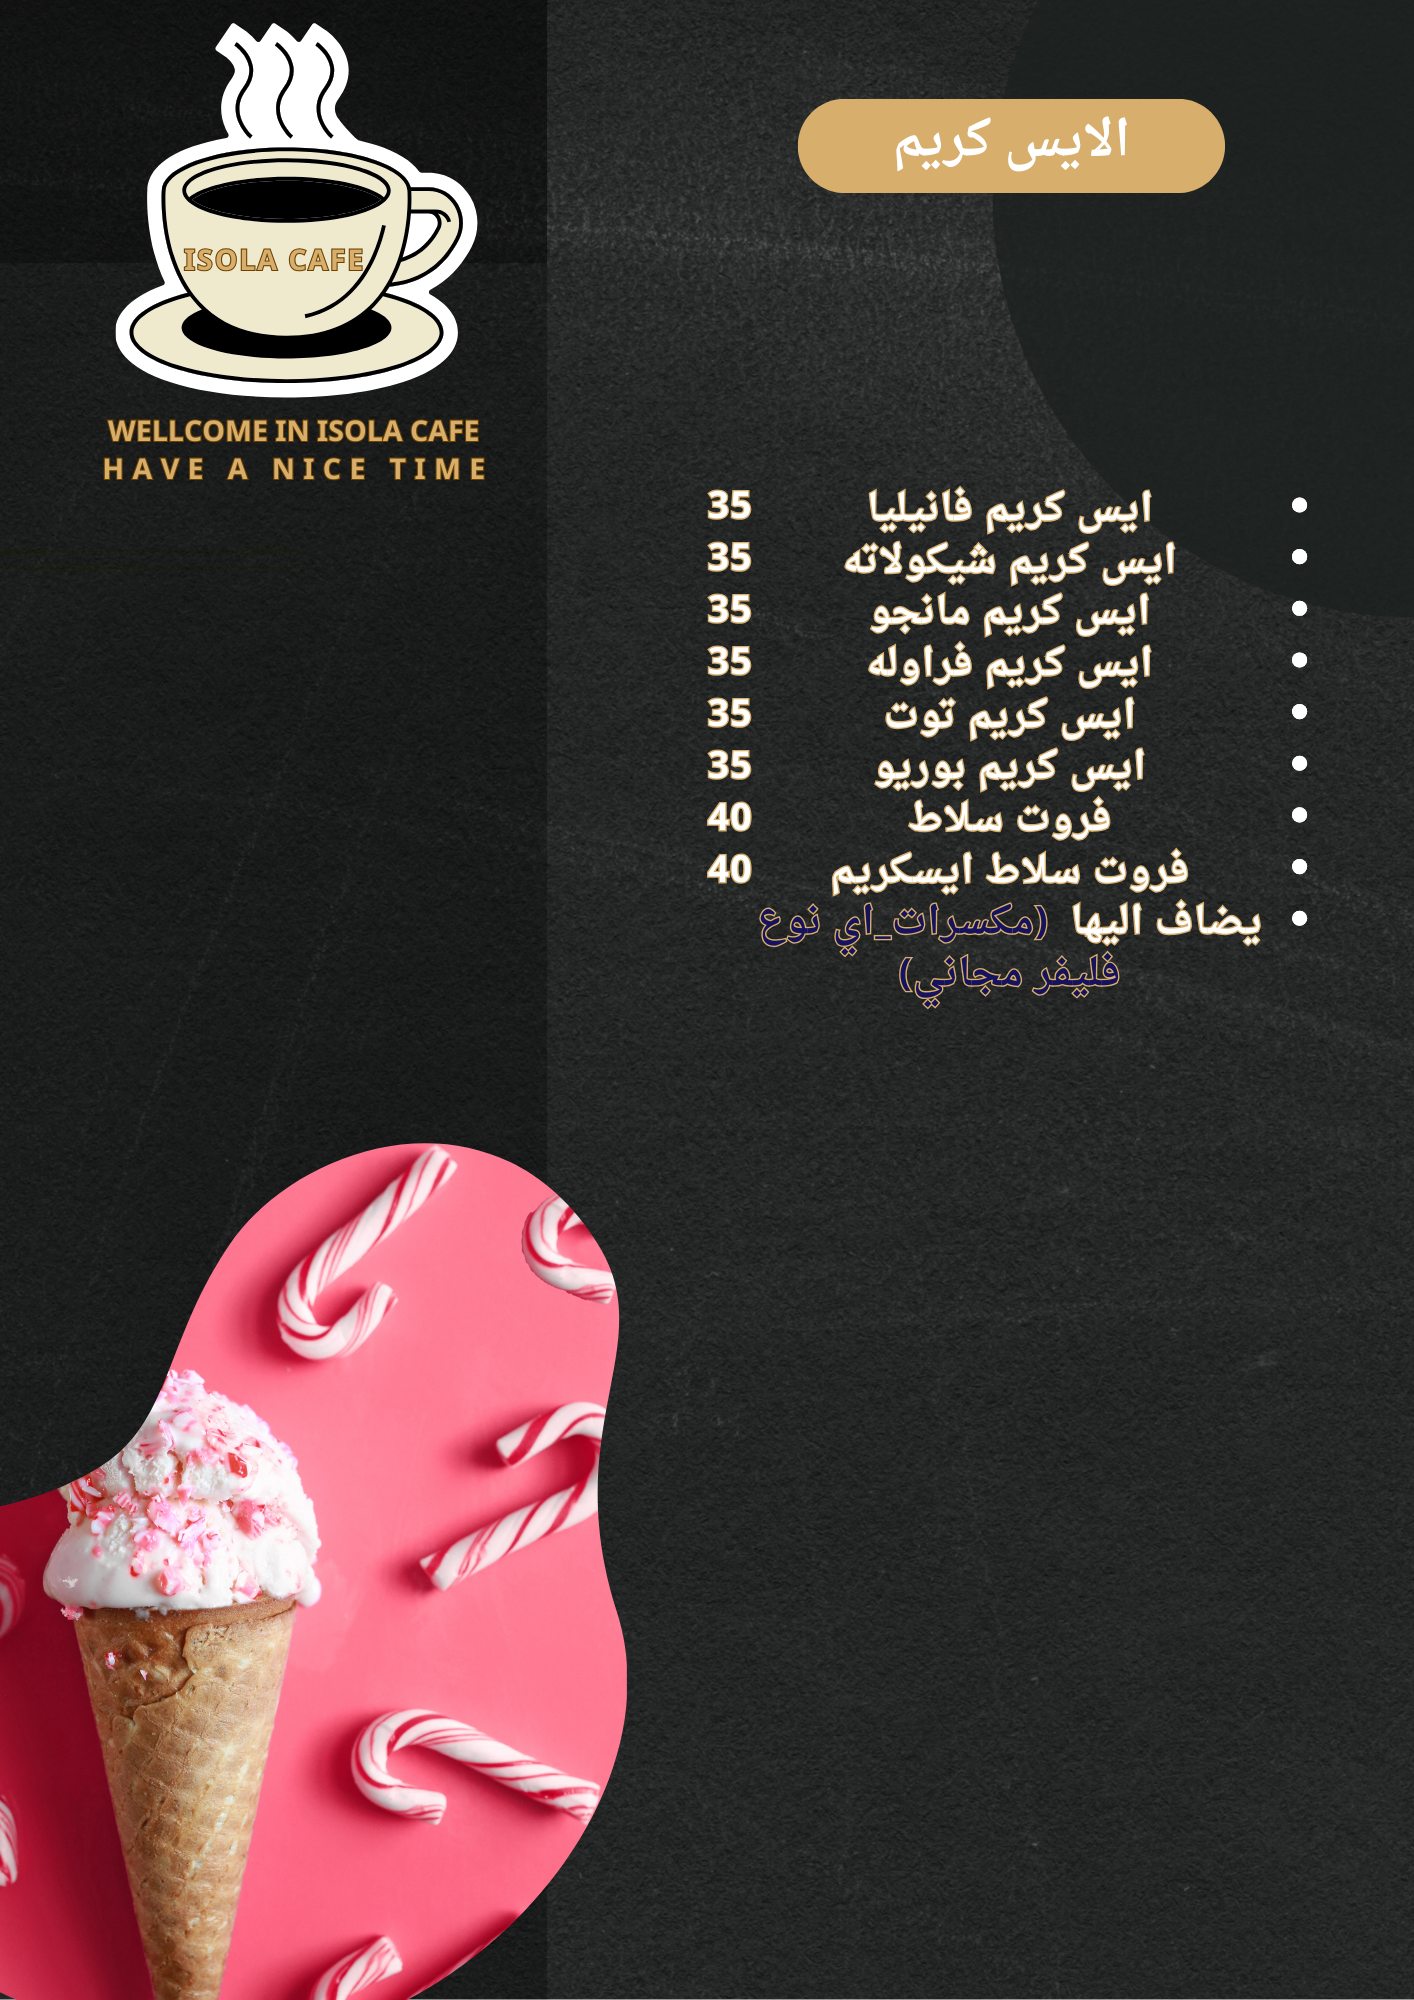 ISOLA CAFE
WELLCOME IN ISOLA CAFE
HAVE A NICE TIME
الايس كريم
ايس كريم فانيليا 35
ايس كريم شيكولاته 35
ايس كريم مانجو 35
ايس كريم فراوله 35
ايس كريم توت 35
ايس كريم بوريو 35
فروت سلاط 40
فروت سلاط ايسكريم 40
يضاف اليها (مكسرات_اي نوع
فليفر مجاني)